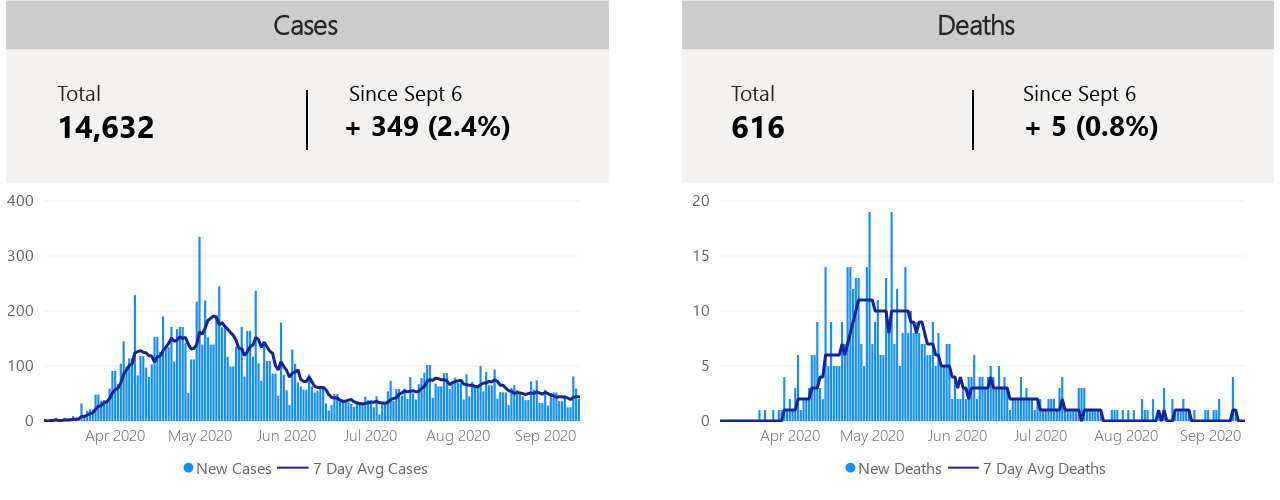 Cases
Total
Since Sept 6
14,632
+ 349 (2.4%)
400
300
200
100
0
Apr 2020 May 2020 Jun 2020 Jul 2020 Aug 2020 Sep 2020
New Cases 7 Day Avg Cases
Deaths
Total
Since Sept 6
616
+ 5 (0.8%)
20
15
10
5
0
Apr 2020 May 2020 Jun 2020 Jul 2020 Aug 2020 Sep 2020
New Deaths 7 Day Avg Deaths